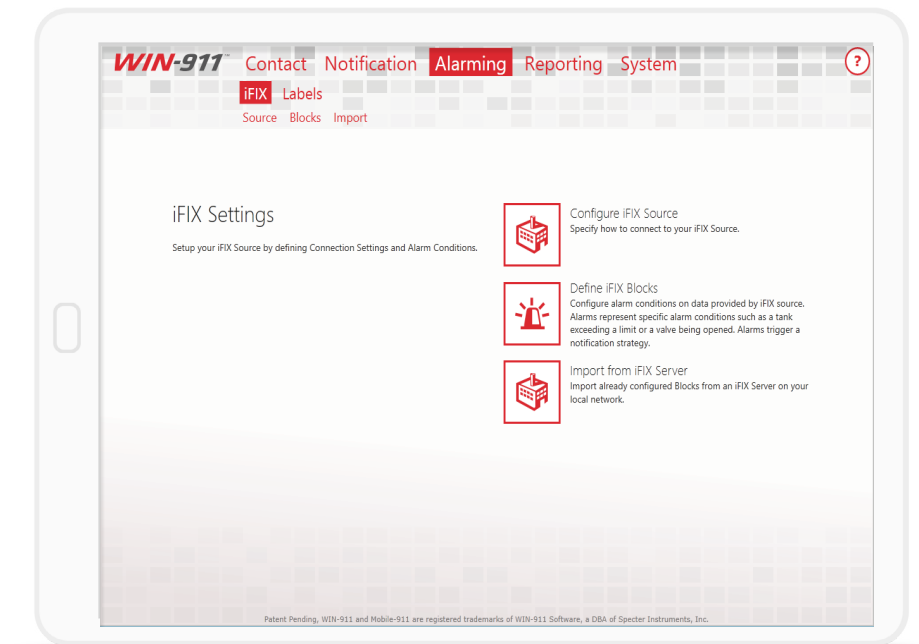 WIN-911™ Contact Notification Alarming Reporting System ?
iFIX Labels
Source Blocks Import
iFIX Settings
Setup your iFIX Source by defining Connection Settings and Alarm Conditions.
Configure iFIX Source
Specify how to connect to your iFIX Source.
Define iFIX Blocks
Configure alarm conditions on data provided by iFIX source.
Alarms represent specific alarm conditions such as a tank
exceeding a limit or a valve being opened. Alarms trigger a
notification strategy.
Import from iFIX Server
Import already configured Blocks from an iFIX Server on your
local network.
Patent Pending, WIN-911 and Mobile-911 are registered trademarks of WIN-911 Software, a DBA of Specter Instruments, Inc.